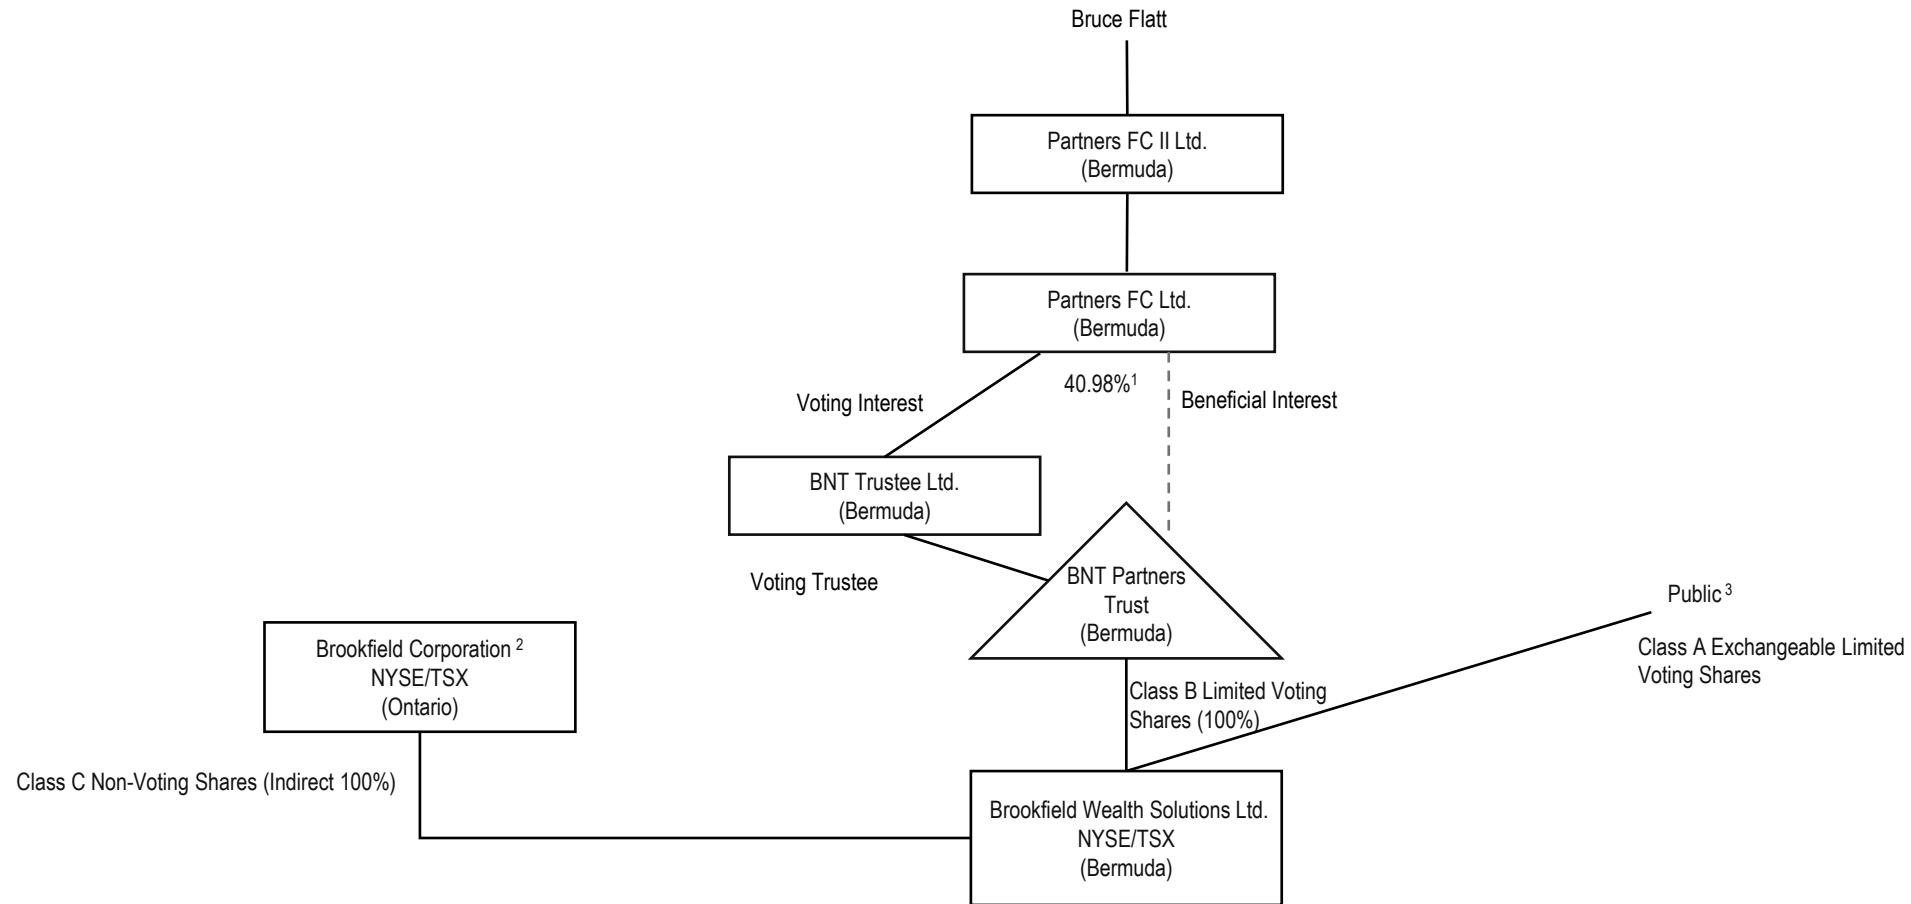 Bruce Flatt
Partners FC II Ltd.
(Bermuda)
Partners FC Ltd.
(Bermuda)
40.98%¹
Voting Interest
Beneficial Interest
BNT Trustee Ltd.
(Bermuda)
Voting Trustee
BNT Partners
Trust
(Bermuda)
Public ³
Class A Exchangeable Limited
Voting Shares
Brookfield Corporation ²
NYSE/TSX
(Ontario)
Class B Limited Voting
Shares (100%)
Class C Non-Voting Shares (Indirect 100%)
Brookfield Wealth Solutions Ltd.
NYSE/TSX
(Bermuda)